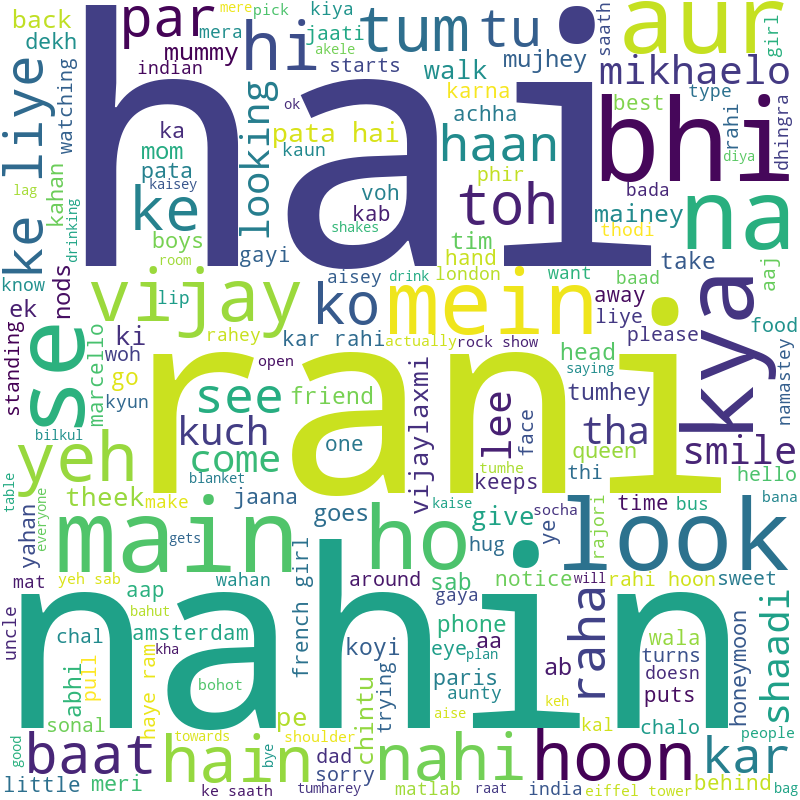 back
par
hi
tum
tu
kiya
pick
mere
mera
jaati
akele
saath
aur
girl
dekh
mummy
indian
starts
mujhey
walk
mikhaelo
ke liye
watching
hai
looking
ka
mom
pata
kaisey
ke
pata hai
kaun
ok
karna
achha
haan
phir
best
type
rahi
dhingra
diya
bhi
bada
lag
kahan
drinking
boys
room
gayi
voh
kab
shakes
toh
tim
hand
mainey
thodi
na
know
nods
vijay
lip
aisey
drink
london
want
baad
take
aaj
ek
ki
rahey
ko
mein
away
liye
please
food
standing
woh
go
kyun
marcello
kar rahi
actually
rock show
open
saying
head
tumhey
kya
namastey
se
bilkul
rani
see
friend
kuch
come
one
vijaylaxmi
lee
face
tha
queen
smile
keeps
tumhe
thi
hello
yeh
theek
make
jaana
blanket
table
everyone
yahan
gets
goes
main
ho
kaise
give
hug
socha
ye
rajori
time
bus
bana
look
mat
yeh sab
bahut
wahan
around
sab
notice
will
rahi hoon
sweet
uncle
aap
chal
amsterdam
french girl
gaya
phone
aa
raha
wala
shaadi
nahin
abhi
pull
haye ram
kha
bohot
koyi
eye
plan
paris
aunty
trying
ab
turns
doesn
puts
honeymoon
sonal
pe
chintu
keh
kal
chalo
people
good
baat
towards
hain
shoulder
dad
sorry
nahi
aise
hoon
kar
behind
little
meri
bye
ke saath
tumharey
matlab
raat
india
eiffel tower
bag